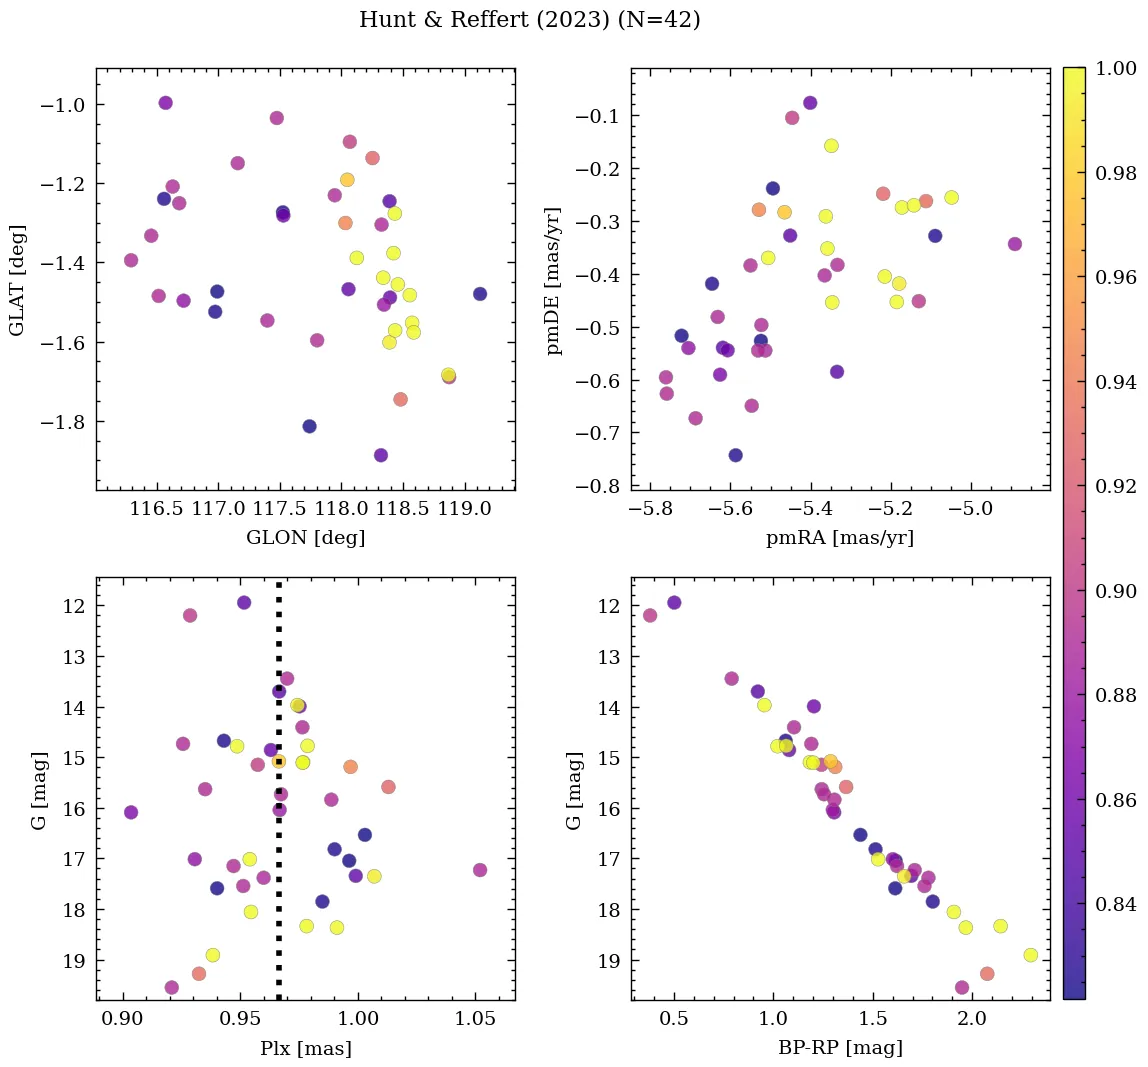 Hunt & Reffert (2023) (N=42)
−1.0
−1.2
−1.4
−1.6
−1.8
GLAT [deg]
116.5 117.0 117.5 118.0 118.5 119.0
GLON [deg]
−0.1
−0.2
−0.3
−0.4
−0.5
−0.6
−0.7
−0.8
pmDE [mas/yr]
−5.8 −5.6 −5.4 −5.2 −5.0
pmRA [mas/yr]
12
13
14
15
16
17
18
19
G [mag]
0.90 0.95 1.00 1.05
Plx [mas]
12
13
14
15
16
17
18
19
G [mag]
0.5 1.0 1.5 2.0
BP-RP [mag]
1.00
0.98
0.96
0.94
0.92
0.90
0.88
0.86
0.84